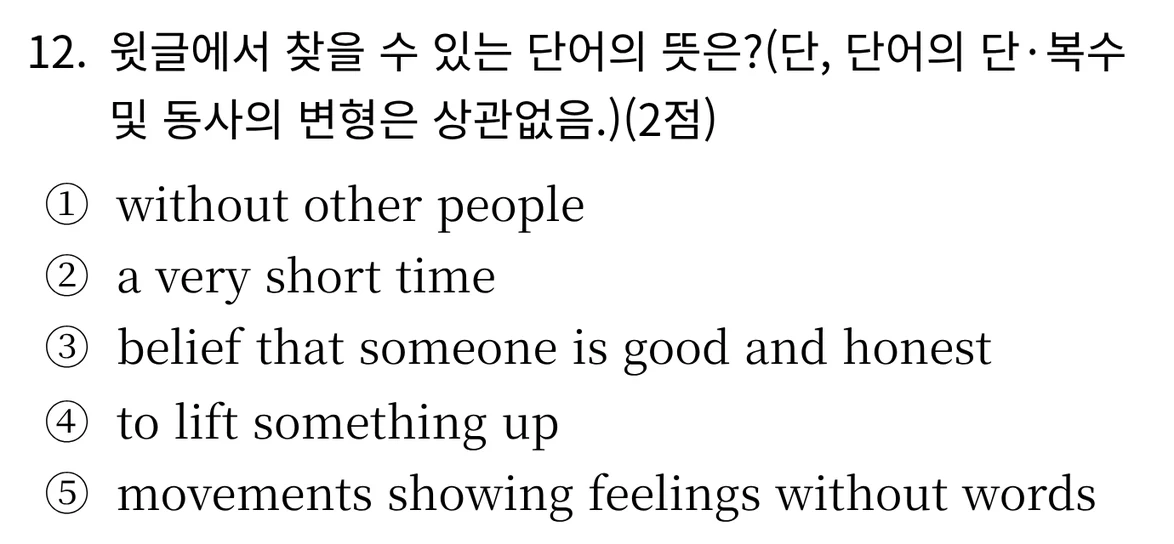 12. 윗글에서 찾을 수 있는 단어의 뜻은?(단, 단어의 단·복수
및 동사의 변형은 상관없음.)(2점)
① without other people
② a very short time
③ belief that someone is good and honest
④ to lift something up
⑤ movements showing feelings without words